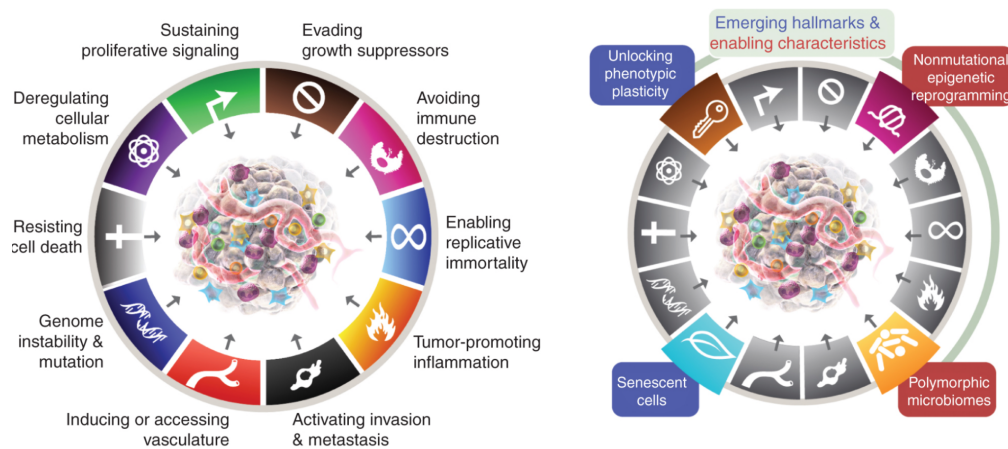 Sustaining
proliferative signaling
Evading
growth suppressors
Deregulating
cellular
metabolism
Avoiding
immune
destruction
Resisting
cell death
Enabling
replicative
immortality
Genome
instability &
mutation
Tumor-promoting
inflammation
Inducing or accessing
vasculature
Activating invasion
& metastasis
Emerging hallmarks &
enabling characteristics
Unlocking
phenotypic
plasticity
Nonmutational
epigenetic
reprogramming
Senescent
cells
Polymorphic
microbiomes